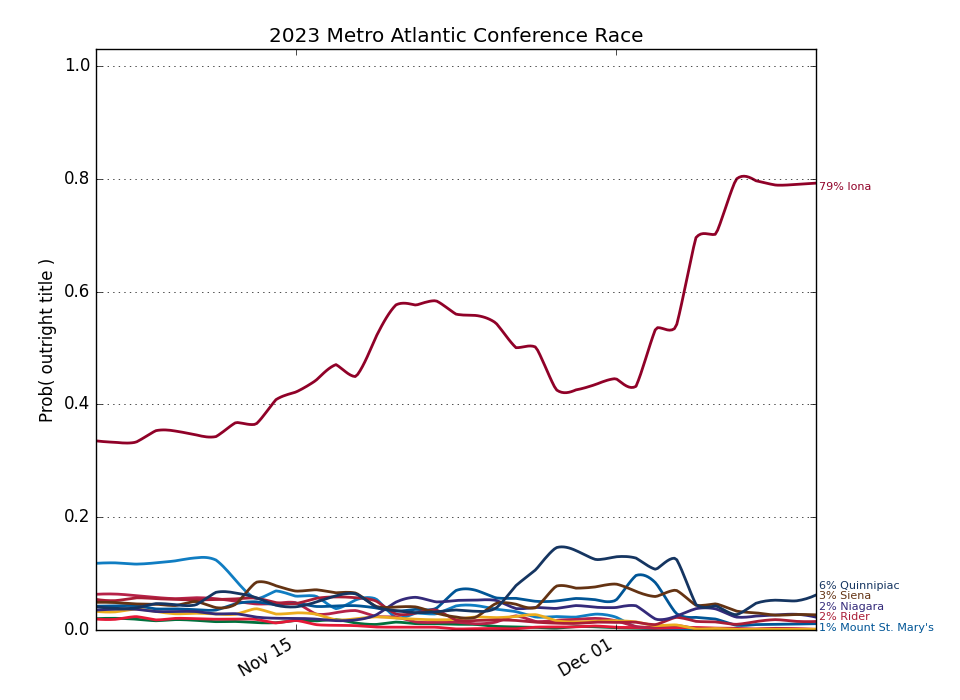 2023 Metro Atlantic Conference Race
Prob( outright title )
1.0
0.8
0.6
0.4
0.2
0.0
79% Iona
6% Quinnipiac
3% Siena
2% Niagara
2% Rider
1% Mount St. Mary's
Nov 15
Dec 01